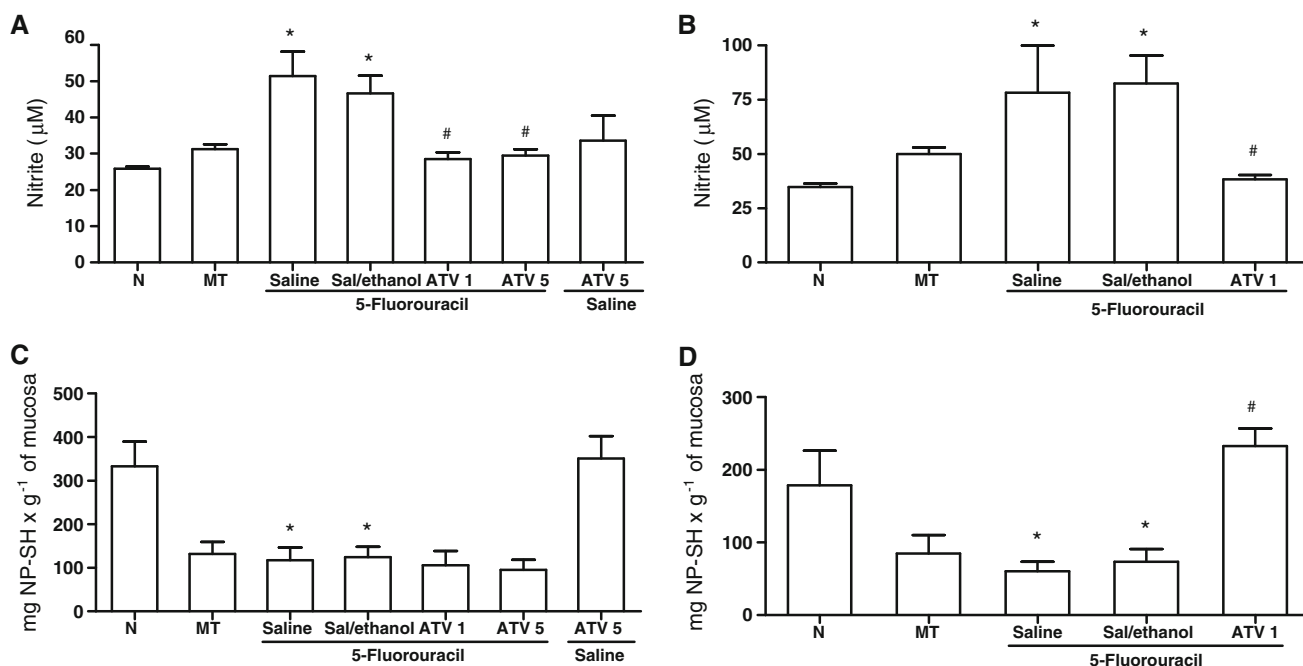 A
Nitrite ( μM)
60
50
40
30
20
10
0
*
*
#
#
N MT Saline Sal/ethanol ATV 1 ATV 5 ATV 5
5-Fluorouracil Saline
B
Nitrite ( μM)
100
75
50
25
0
*
*
#
N MT Saline Sal/ethanol ATV 1
5-Fluorouracil
C
mg NP-SH x g⁻¹ of mucosa
500
400
300
200
100
0
*
*
N MT Saline Sal/ethanol ATV 1 ATV 5 ATV 5
5-Fluorouracil Saline
D
mg NP-SH x g⁻¹ of mucosa
300
200
100
0
*
*
#
N MT Saline Sal/ethanol ATV 1
5-Fluorouracil